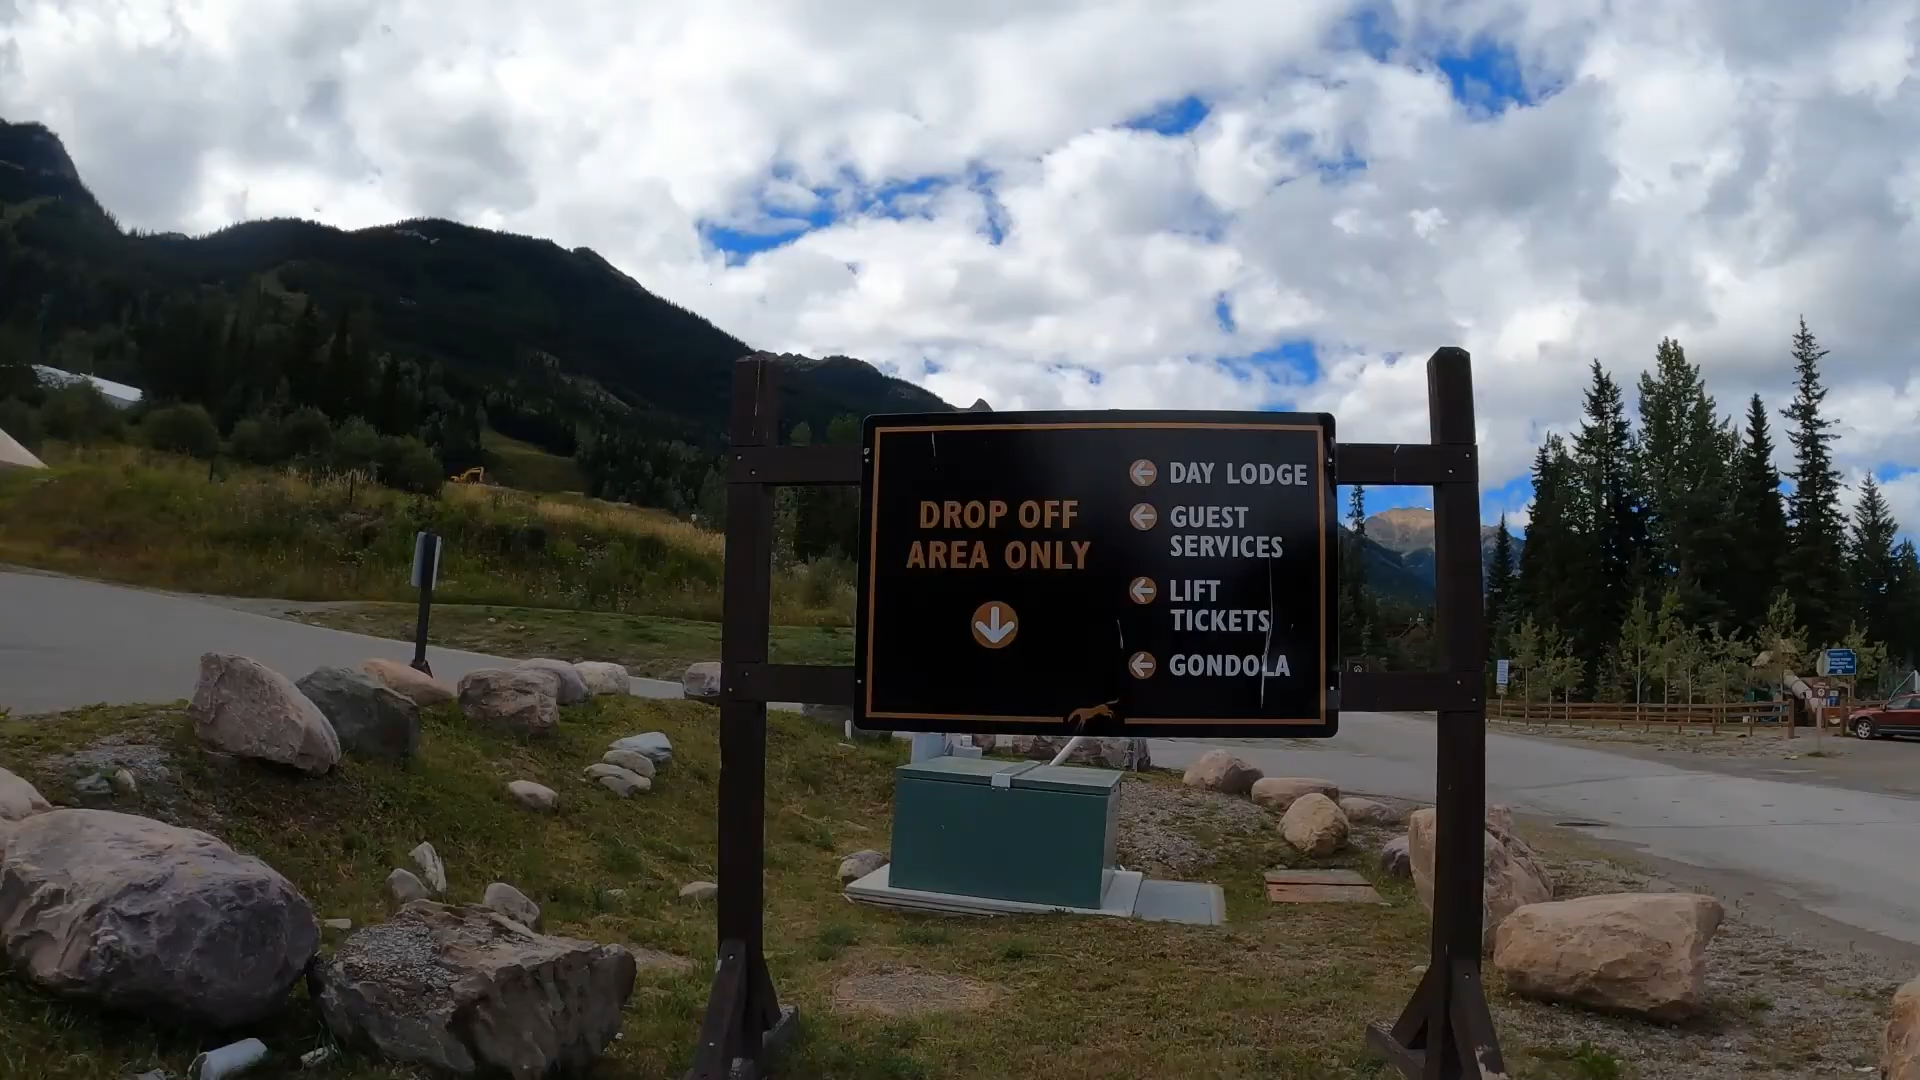 DROP OFF
AREA ONLY
DAY LODGE
GUEST
SERVICES
LIFT
TICKETS
GONDOLA